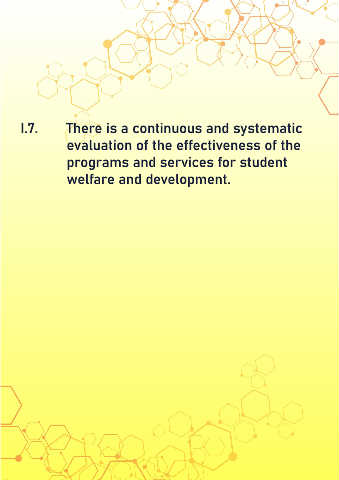 I.7. There is a continuous and systematic
evaluation of the effectiveness of the
programs and services for student
welfare and development.